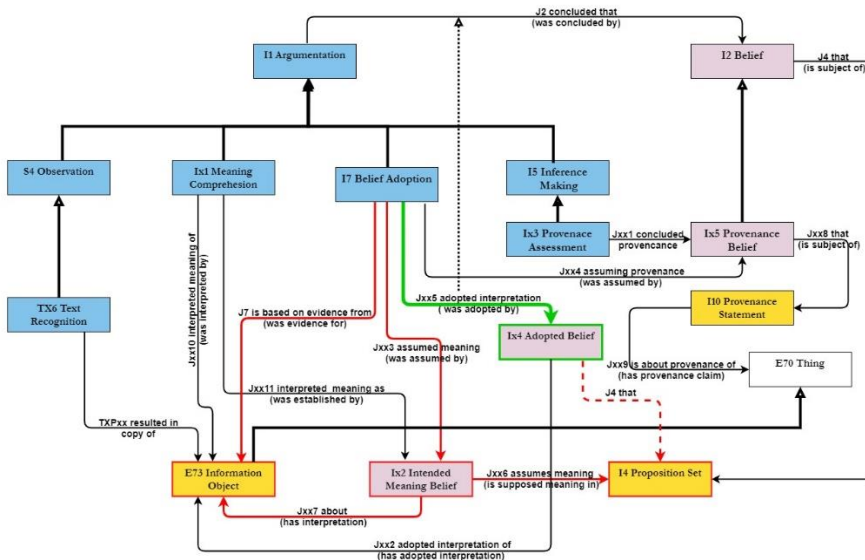 J2 concluded that
(was concluded by)
I1 Argumentation
I2 Belief
J4 that
(is subject of)
S4 Observation
Ix1 Meaning
Comprehesion
I7 Belief Adoption
I5 Inference
Making
Ix3 Provenace
Assessment
Jxx1 concluded
provencance
Ix5 Provenance
Belief
Jxx8 that
(is subject of)
Jxx4 assuming provenance
(was assumed by)
Jxx10 interpreted meaning of
(was interpreted by)
TX6 Text
Recognition
J7 is based on evidence from
(was evidence for)
Jxx5 adopted interpretation
( was adopted by)
I10 Provenance
Statement
Jxx3 assumed meaning
(was assumed by)
Ix4 Adopted Belief
Jxx9 is about provenance of
(has provenance claim)
E70 Thing
Jxx11 interpreted meaning as
(was established by)
J4 that
TXPxx resulted in
copy of
E73 Information
Object
Ix2 Intended
Meaning Belief
Jxx6 assumes meaning
(is supposed meaning in)
I4 Proposition Set
Jxx7 about
(has interpretation)
Jxx2 adopted interpretation of
(has adopted interpretation)